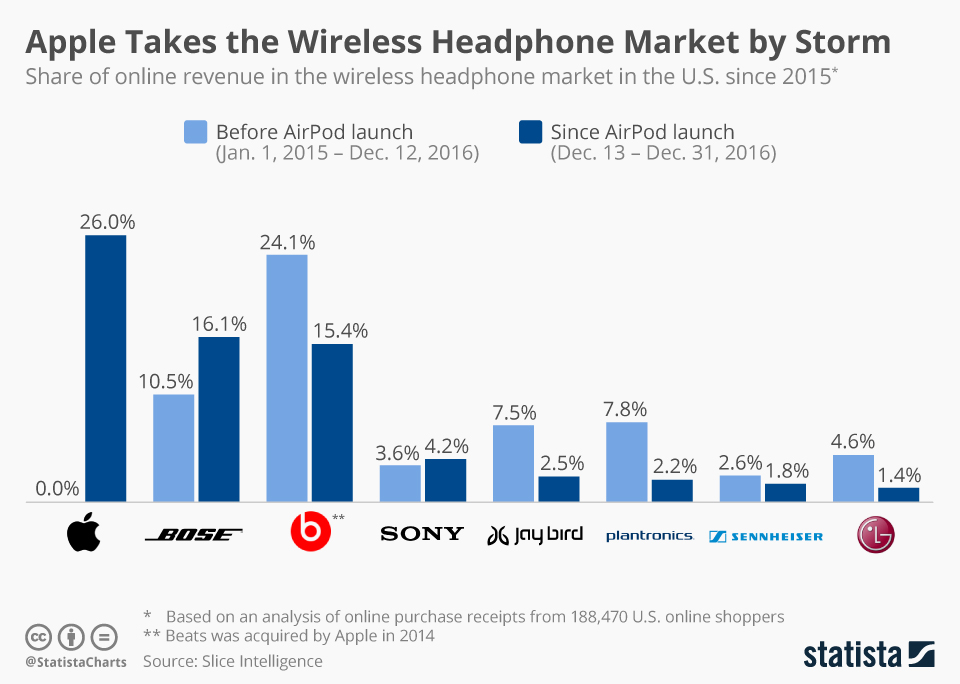 Apple Takes the Wireless Headphone Market by Storm
Share of online revenue in the wireless headphone market in the U.S. since 2015*
Before AirPod launch
(Jan. 1, 2015 – Dec. 12, 2016)
Since AirPod launch
(Dec. 13 – Dec. 31, 2016)
0.0%
26.0%
10.5%
16.1%
24.1%
15.4%
3.6%
4.2%
7.5%
2.5%
7.8%
2.2%
2.6%
1.8%
4.6%
1.4%
BOSE
b
**
SONY
jaybird
plantronics.
SENNHEISER
LG
* Based on an analysis of online purchase receipts from 188,470 U.S. online shoppers
** Beats was acquired by Apple in 2014
Source: Slice Intelligence
cc
@StatistaCharts
statista